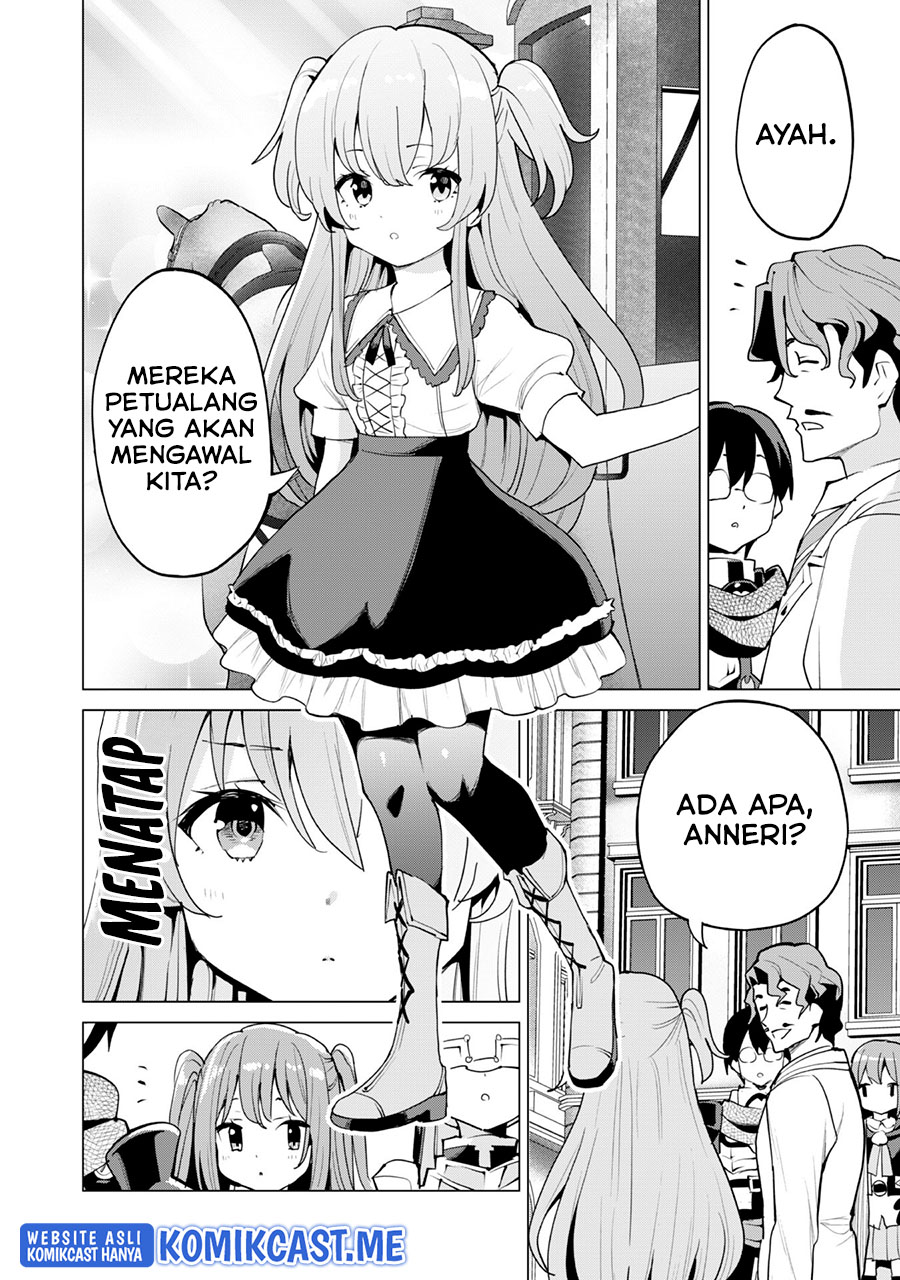 AYAH.
MEREKA
PETUALANG
YANG AKAN
MENGAWAL
KITA?
MENATAP
ADA APA,
ANNERI?
WEBSITE ASLI
KOMIKCAST HANYA
KOMIKCAST.ME